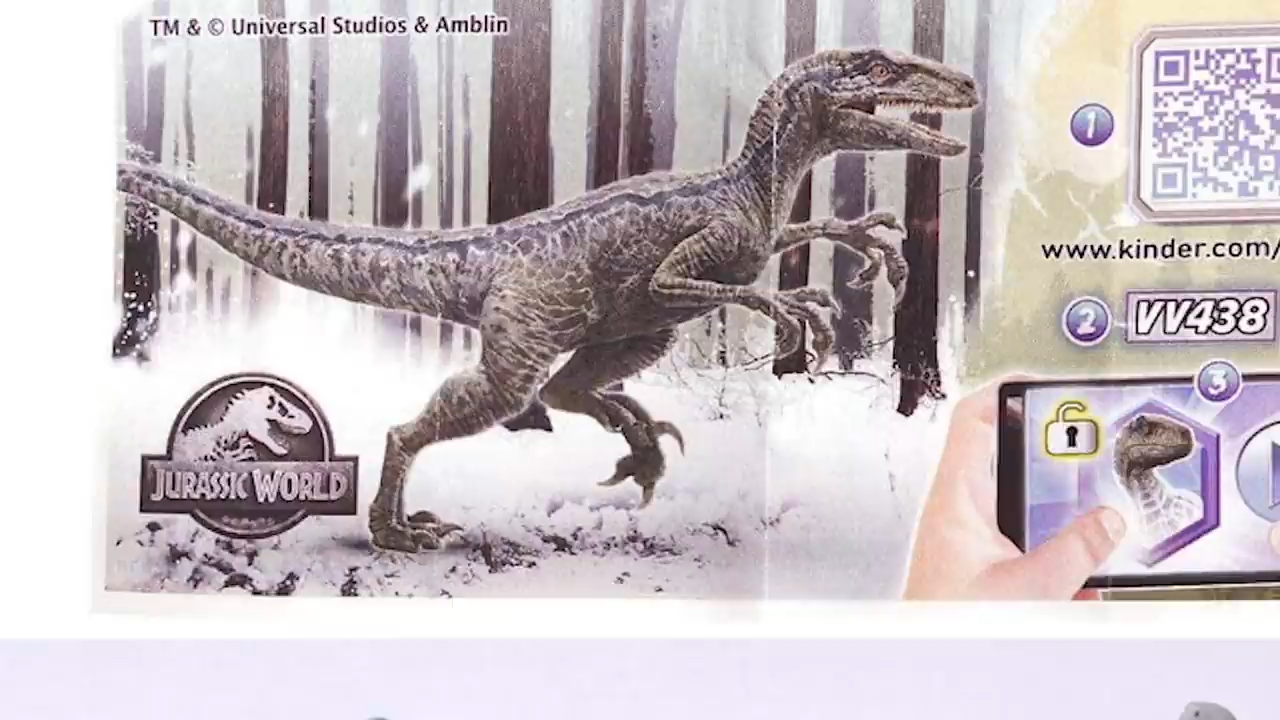 TM & © Universal Studios & Amblin
1
www.kinder.com/
2 VV438
3
JURASSIC WORLD